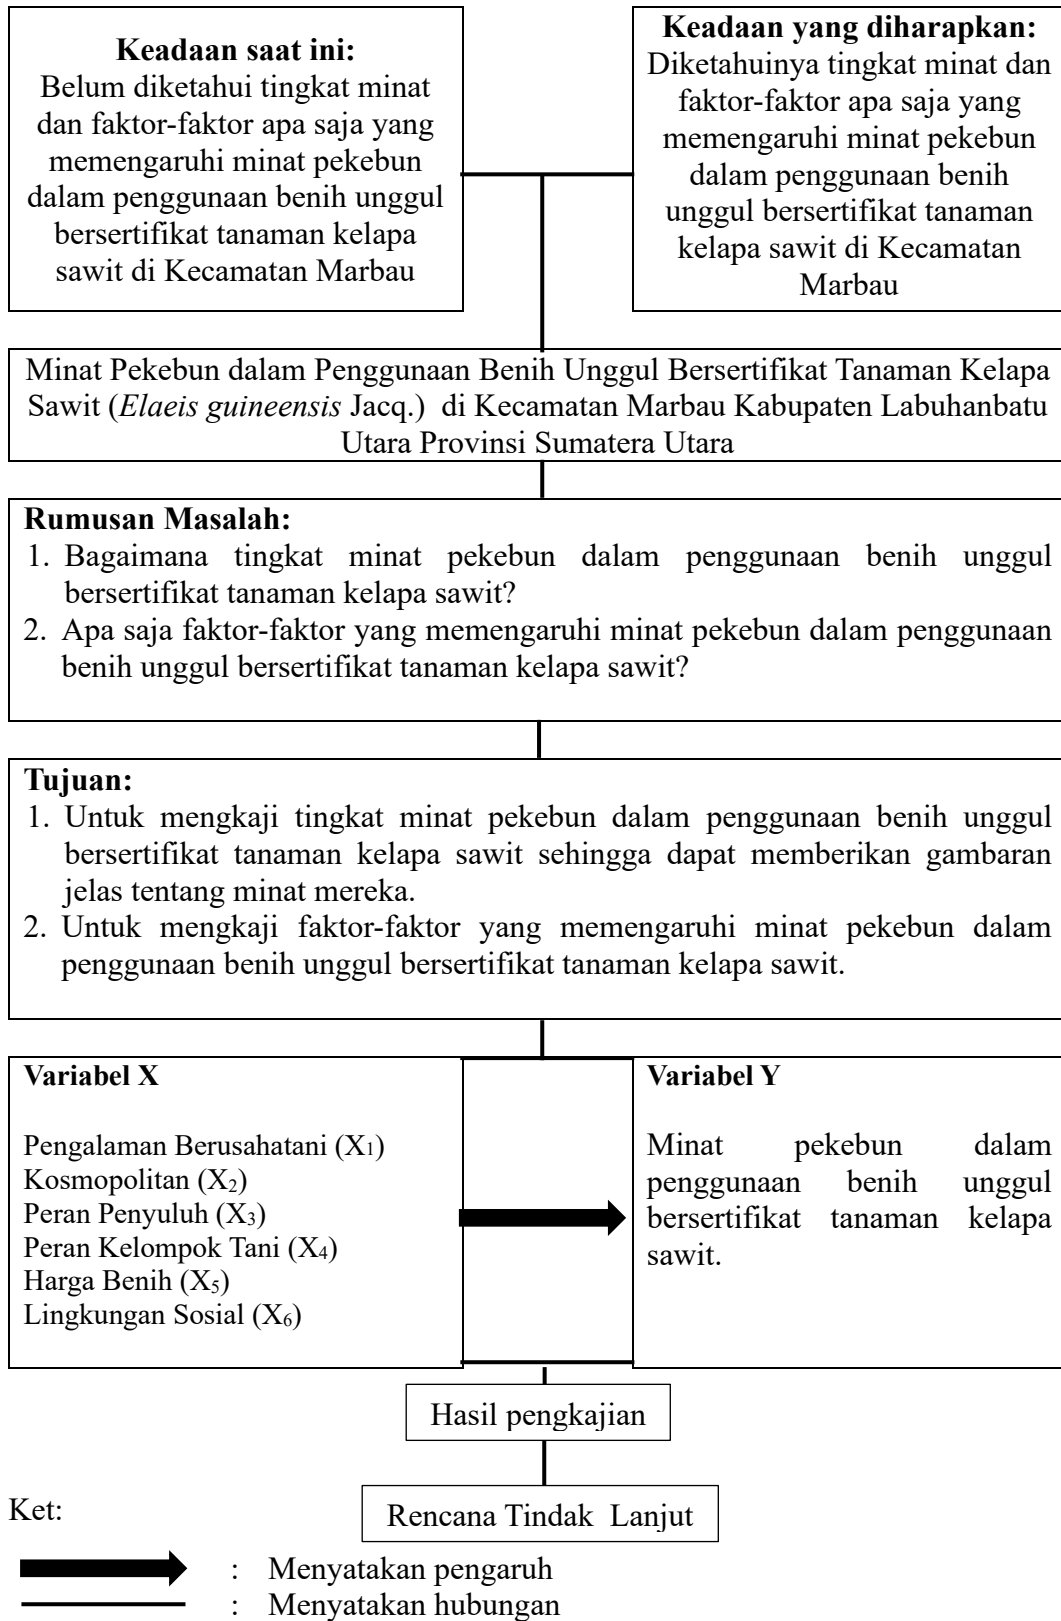 Keadaan saat ini:
Belum diketahui tingkat minat
dan faktor-faktor apa saja yang
memengaruhi minat pekebun
dalam penggunaan benih unggul
bersertifikat tanaman kelapa
sawit di Kecamatan Marbau
Keadaan yang diharapkan:
Diketahuinya tingkat minat dan
faktor-faktor apa saja yang
memengaruhi minat pekebun
dalam penggunaan benih
unggul bersertifikat tanaman
kelapa sawit di Kecamatan
Marbau
Minat Pekebun dalam Penggunaan Benih Unggul Bersertifikat Tanaman Kelapa
Sawit (Elaeis guineensis Jacq.) di Kecamatan Marbau Kabupaten Labuhanbatu
Utara Provinsi Sumatera Utara
Rumusan Masalah:
1. Bagaimana tingkat minat pekebun dalam penggunaan benih unggul
bersertifikat tanaman kelapa sawit?
2. Apa saja faktor-faktor yang memengaruhi minat pekebun dalam penggunaan
benih unggul bersertifikat tanaman kelapa sawit?
Tujuan:
1. Untuk mengkaji tingkat minat pekebun dalam penggunaan benih unggul
bersertifikat tanaman kelapa sawit sehingga dapat memberikan gambaran
jelas tentang minat mereka.
2. Untuk mengkaji faktor-faktor yang memengaruhi minat pekebun dalam
penggunaan benih unggul bersertifikat tanaman kelapa sawit.
Variabel X
Pengalaman Berusahatani (X₁)
Kosmopolitan (X₂)
Peran Penyuluh (X₃)
Peran Kelompok Tani (X₄)
Harga Benih (X₅)
Lingkungan Sosial (X₆)
Variabel Y
Minat pekebun dalam
penggunaan benih unggul
bersertifikat tanaman kelapa
sawit.
Hasil pengkajian
Rencana Tindak Lanjut
Ket:
: Menyatakan pengaruh
: Menyatakan hubungan